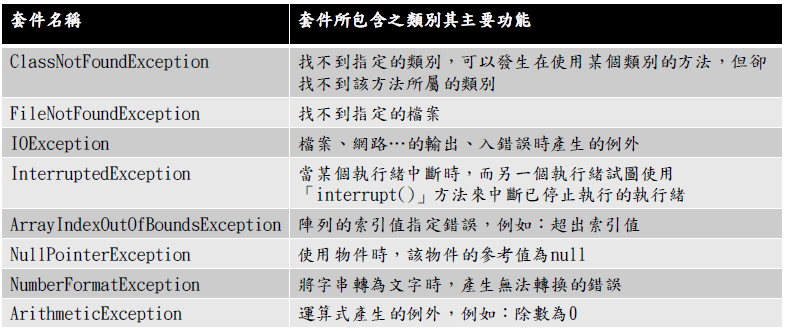 套件名稱 套件所包含之類別其主要功能
ClassNotFoundException 找不到指定的類別，可以發生在使用某個類別的方法，但卻
找不到該方法所屬的類別
FileNotFoundException 找不到指定的檔案
IOException 檔案、網路…的輸出、入錯誤時產生的例外
InterruptedException 當某個執行緒中斷時，而另一個執行緒試圖使用
「interrupt()」方法來中斷已停止執行的執行緒
ArrayIndexOutOfBoundsException 陣列的索引值指定錯誤，例如：超出索引值
NullPointerException 使用物件時，該物件的參考值為null
NumberFormatException 將字串轉為文字時，產生無法轉換的錯誤
ArithmeticException 運算式產生的例外，例如：除數為0